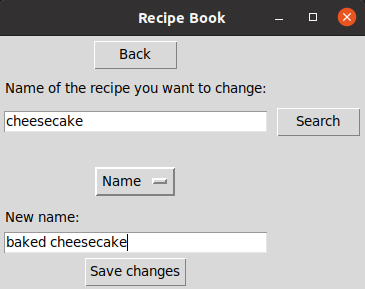 Recipe Book
Back
Name of the recipe you want to change:
cheesecake
Search
Name
New name:
baked cheesecake
Save changes